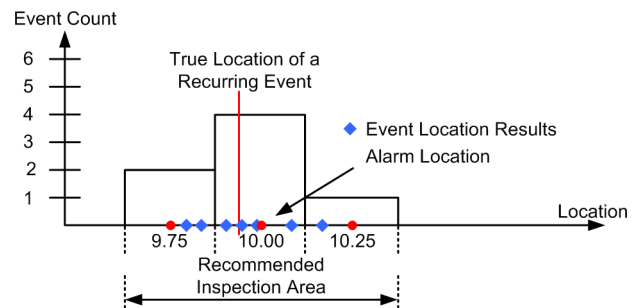 Event Count
6
5
4
3
2
1
True Location of a
Recurring Event
Event Location Results
Alarm Location
Location
9.75
10.00
10.25
Recommended
Inspection Area